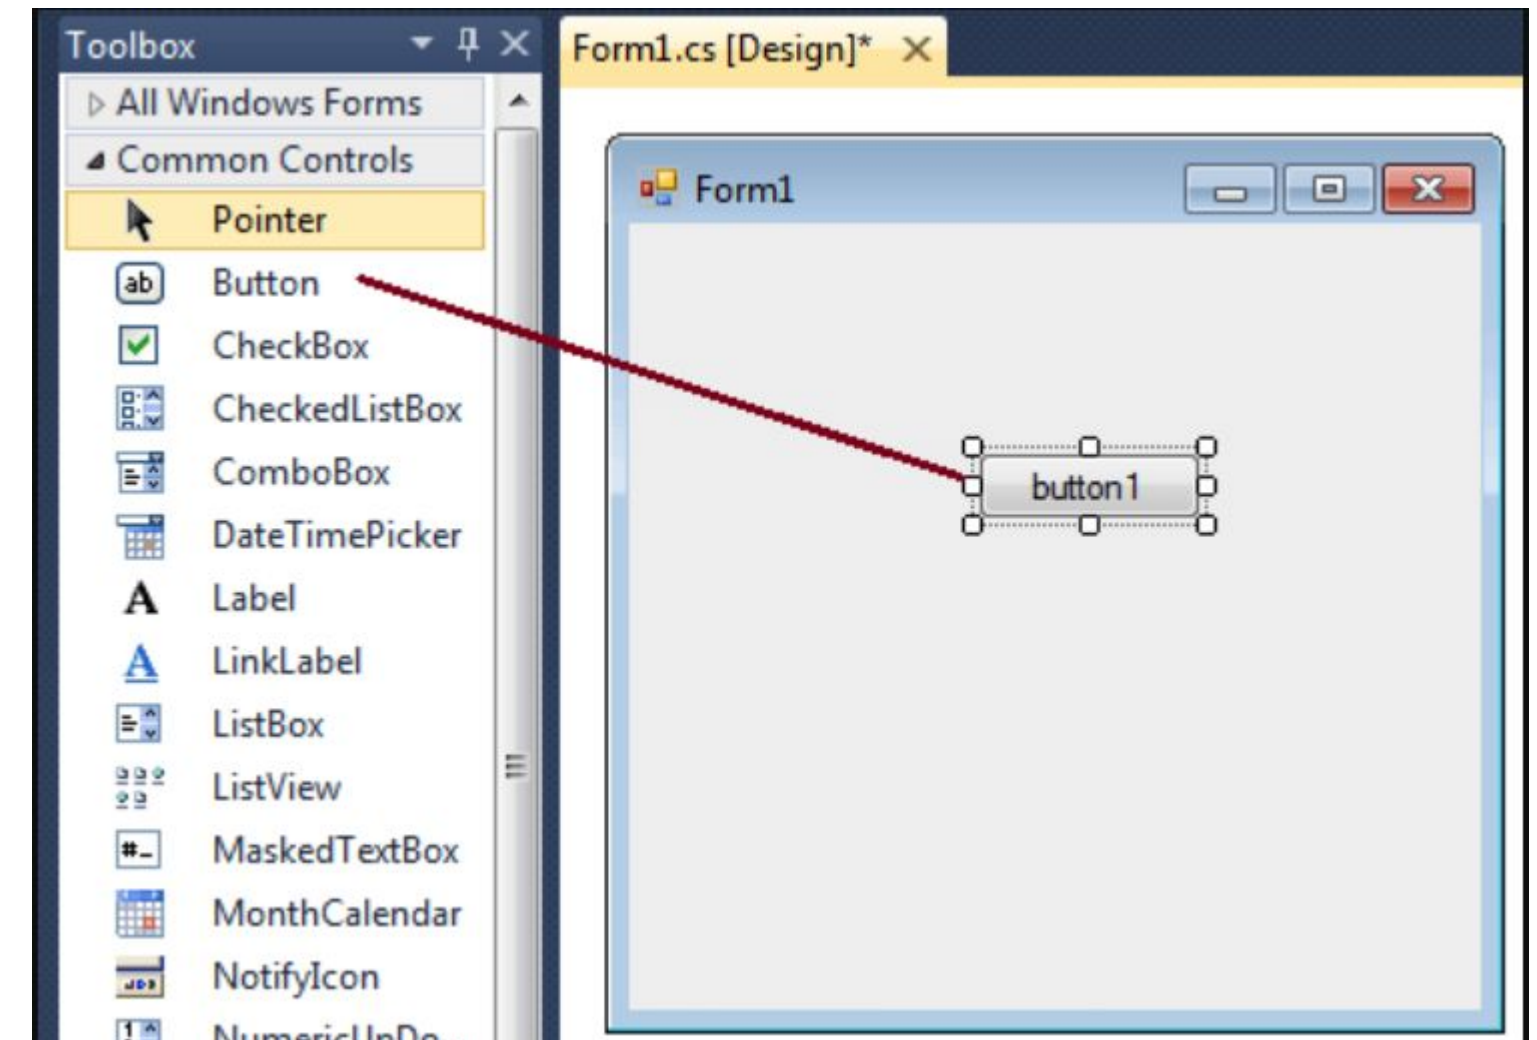 Toolbox
All Windows Forms
Common Controls
Pointer
Button
CheckBox
CheckedListBox
ComboBox
DateTimePicker
Label
LinkLabel
ListBox
ListView
MaskedTextBox
MonthCalendar
NotifyIcon
Form1.cs [Design]*
Form1
button1